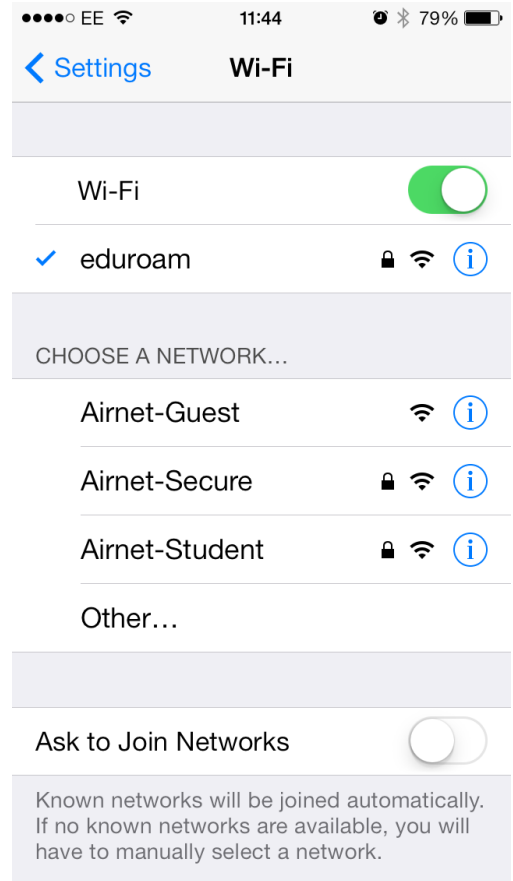 EE 11:44 79%
Settings Wi-Fi
Wi-Fi
eduroam
CHOOSE A NETWORK...
Airnet-Guest
Airnet-Secure
Airnet-Student
Other...
Ask to Join Networks
Known networks will be joined automatically.
If no known networks are available, you will
have to manually select a network.